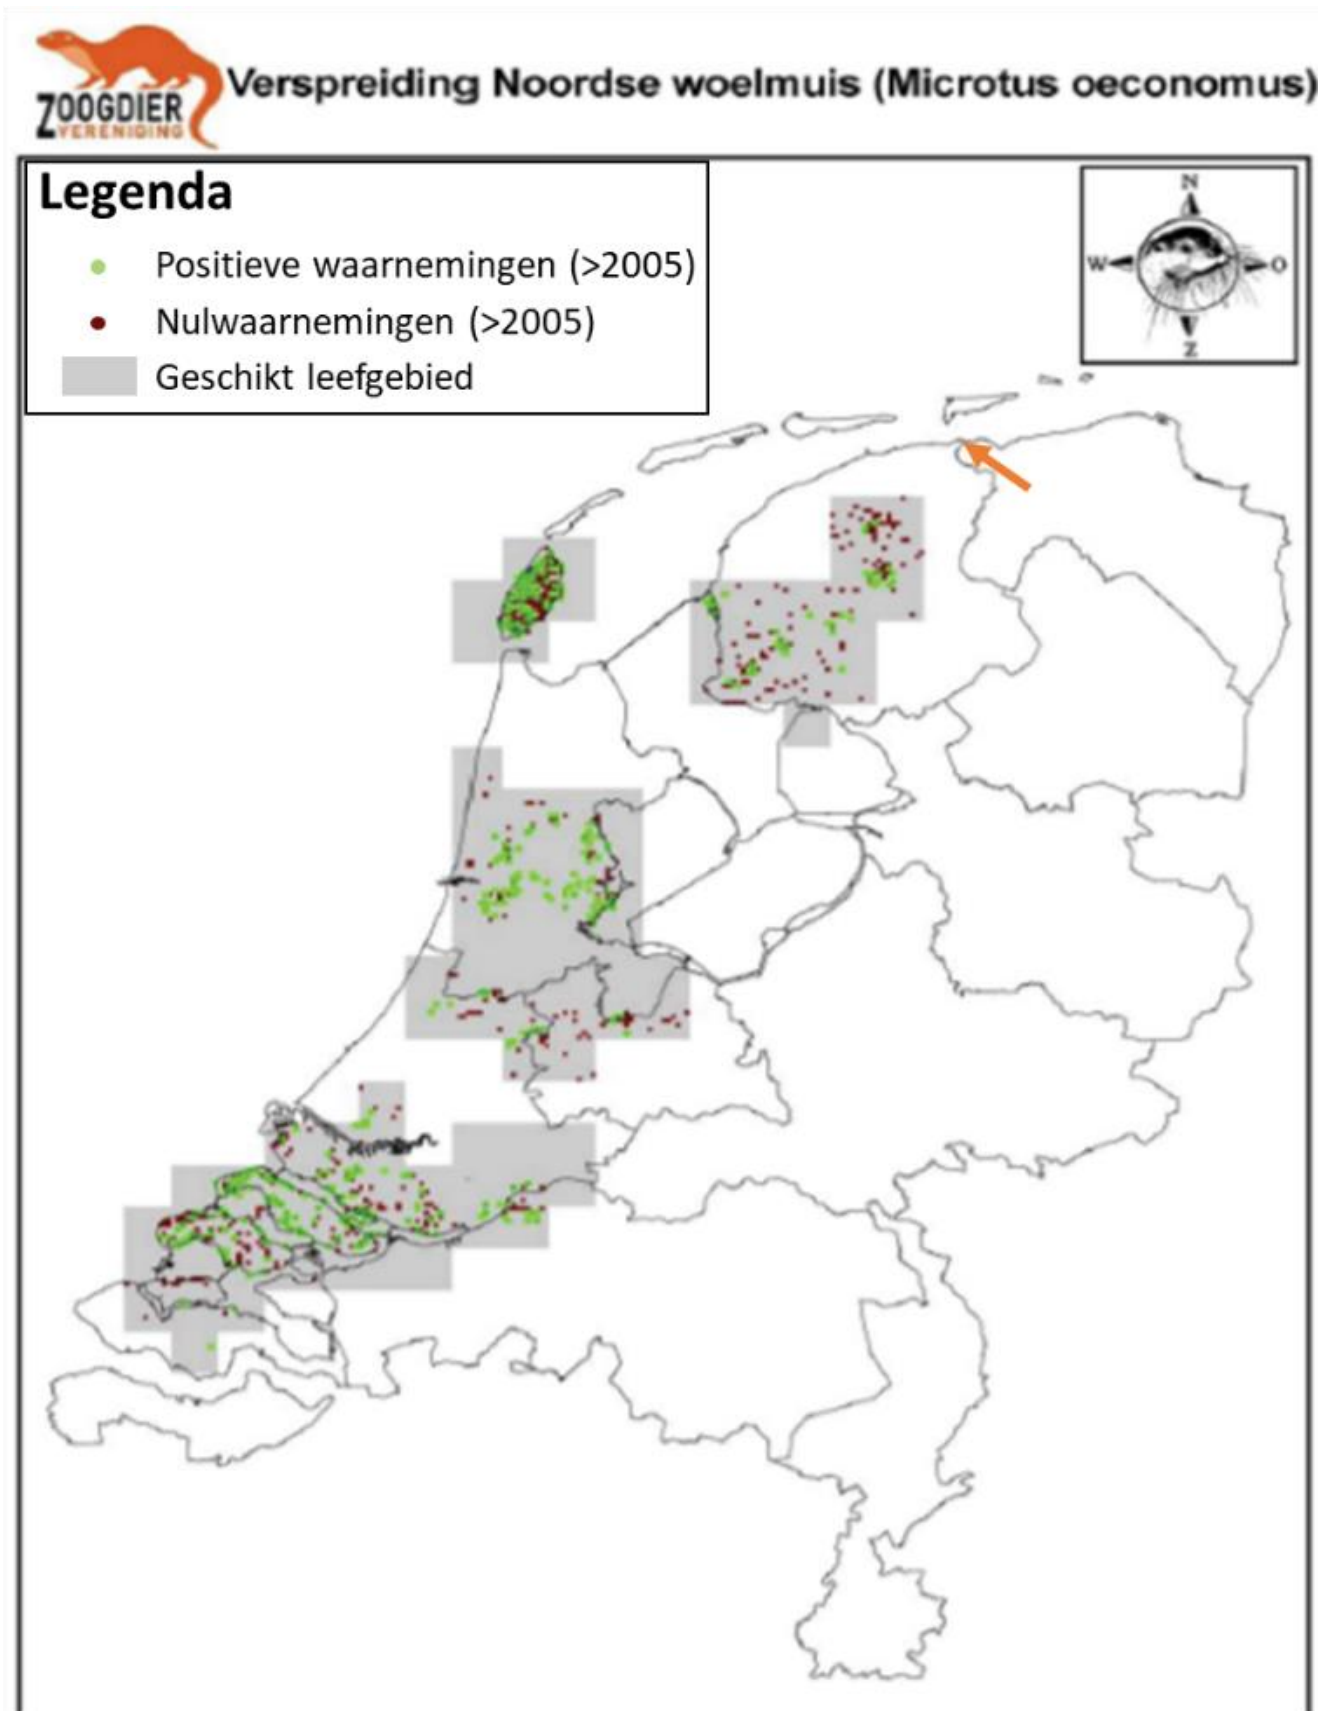 ZOOGDIER
VERENIGING
Verspreiding Noordse woelmuis (Microtus oeconomus)
Legenda
Positieve waarnemingen (>2005)
Nulwaarnemingen (>2005)
Geschikt leefgebied
N
W O
Z